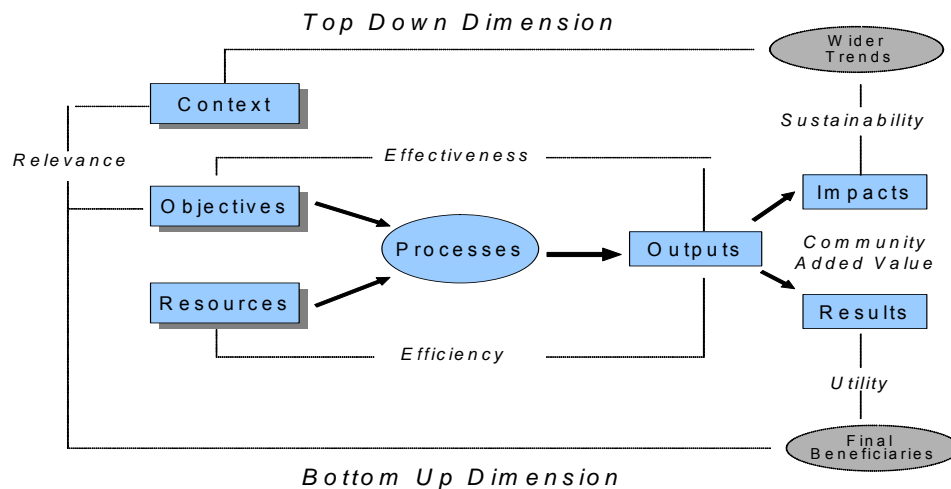 Top Down Dimension
Wider
Trends
Context
Sustainability
Relevance
Effectiveness
Objectives
Impacts
Processes
Outputs
Community
Added Value
Resources
Results
Efficiency
Utility
Final
Beneficiaries
Bottom Up Dimension